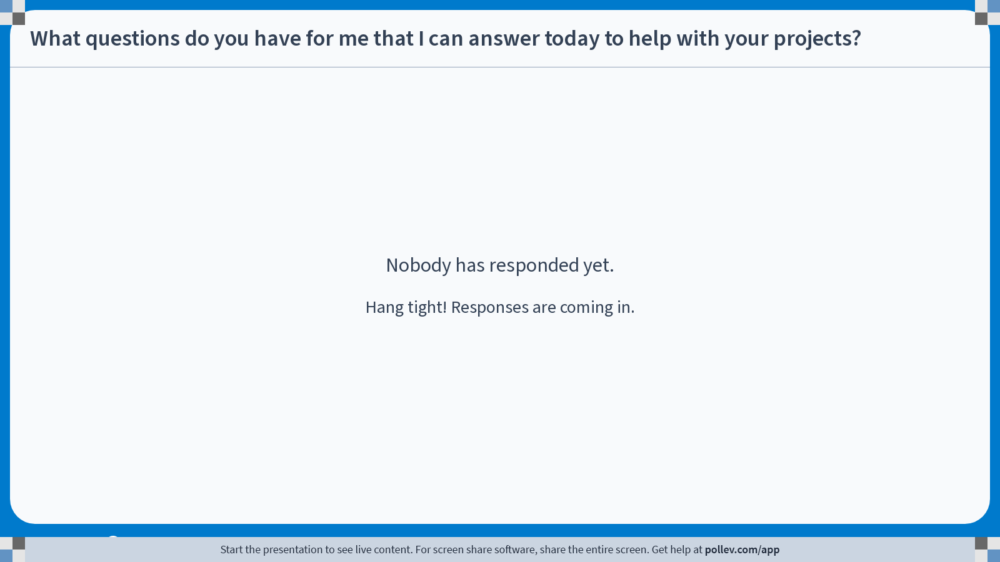 What questions do you have for me that I can answer today to help with your projects?
Nobody has responded yet.
Hang tight! Responses are coming in.
Start the presentation to see live content. For screen share software, share the entire screen. Get help at pollev.com/app